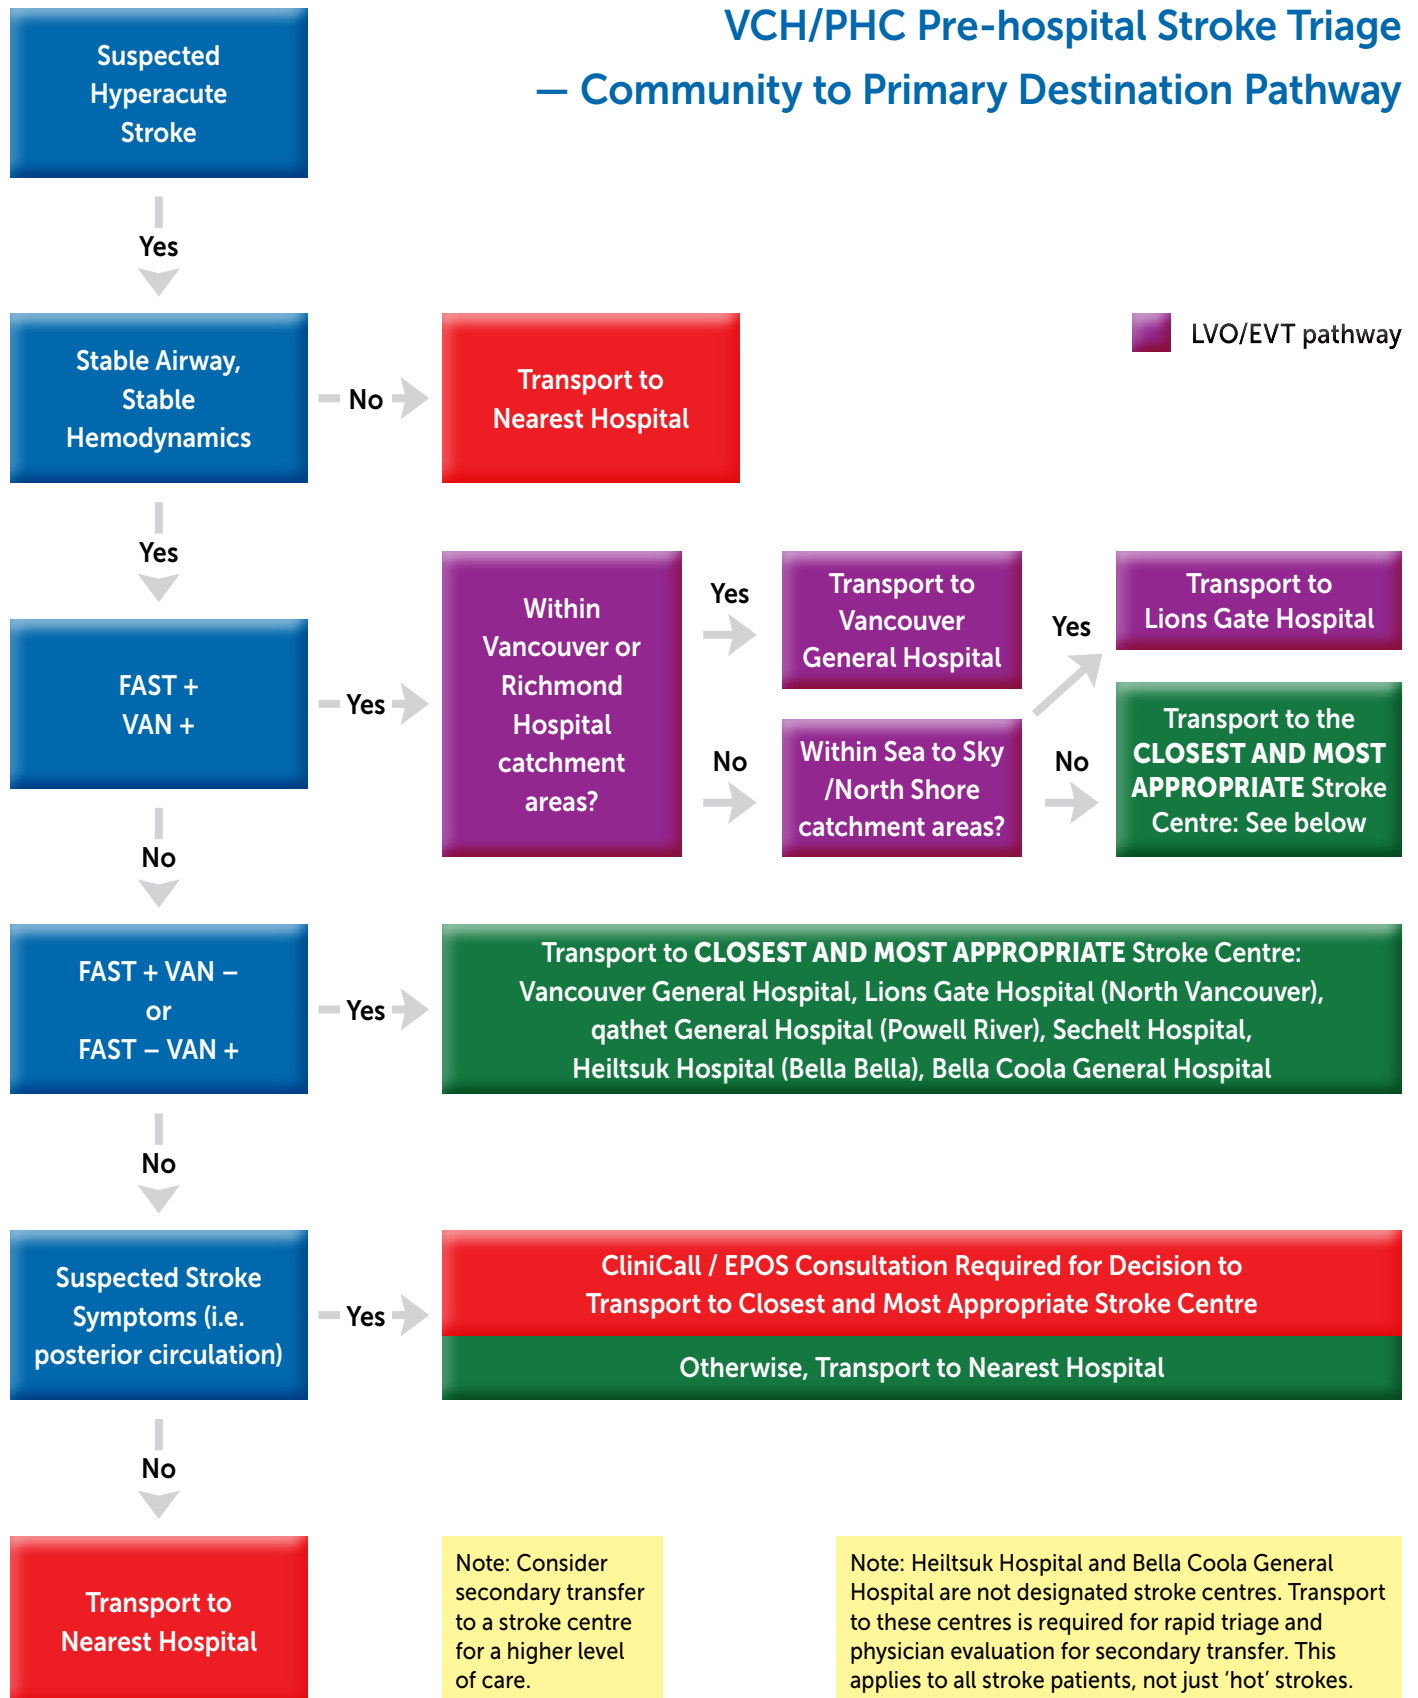 VCH/PHC Pre-hospital Stroke Triage
— Community to Primary Destination Pathway
Suspected
Hyperacute
Stroke
Yes
LVO/EVT pathway
Stable Airway,
Stable
Hemodynamics
No
Transport to
Nearest Hospital
Yes
FAST +
VAN +
Yes
Within
Vancouver or
Richmond
Hospital
catchment
areas?
Yes
Transport to
Vancouver
General Hospital
No
Within Sea to Sky
/North Shore
catchment areas?
Yes
Transport to
Lions Gate Hospital
No
Transport to the
CLOSEST AND MOST
APPROPRIATE Stroke
Centre: See below
No
FAST + VAN –
or
FAST – VAN +
Yes
Transport to CLOSEST AND MOST APPROPRIATE Stroke Centre:
Vancouver General Hospital, Lions Gate Hospital (North Vancouver),
qathet General Hospital (Powell River), Sechelt Hospital,
Heiltsuk Hospital (Bella Bella), Bella Coola General Hospital
No
Suspected Stroke
Symptoms (i.e.
posterior circulation)
Yes
CliniCall / EPOS Consultation Required for Decision to
Transport to Closest and Most Appropriate Stroke Centre
Otherwise, Transport to Nearest Hospital
No
Transport to
Nearest Hospital
Note: Consider
secondary transfer
to a stroke centre
for a higher level
of care.
Note: Heiltsuk Hospital and Bella Coola General
Hospital are not designated stroke centres. Transport
to these centres is required for rapid triage and
physician evaluation for secondary transfer. This
applies to all stroke patients, not just ‘hot’ strokes.